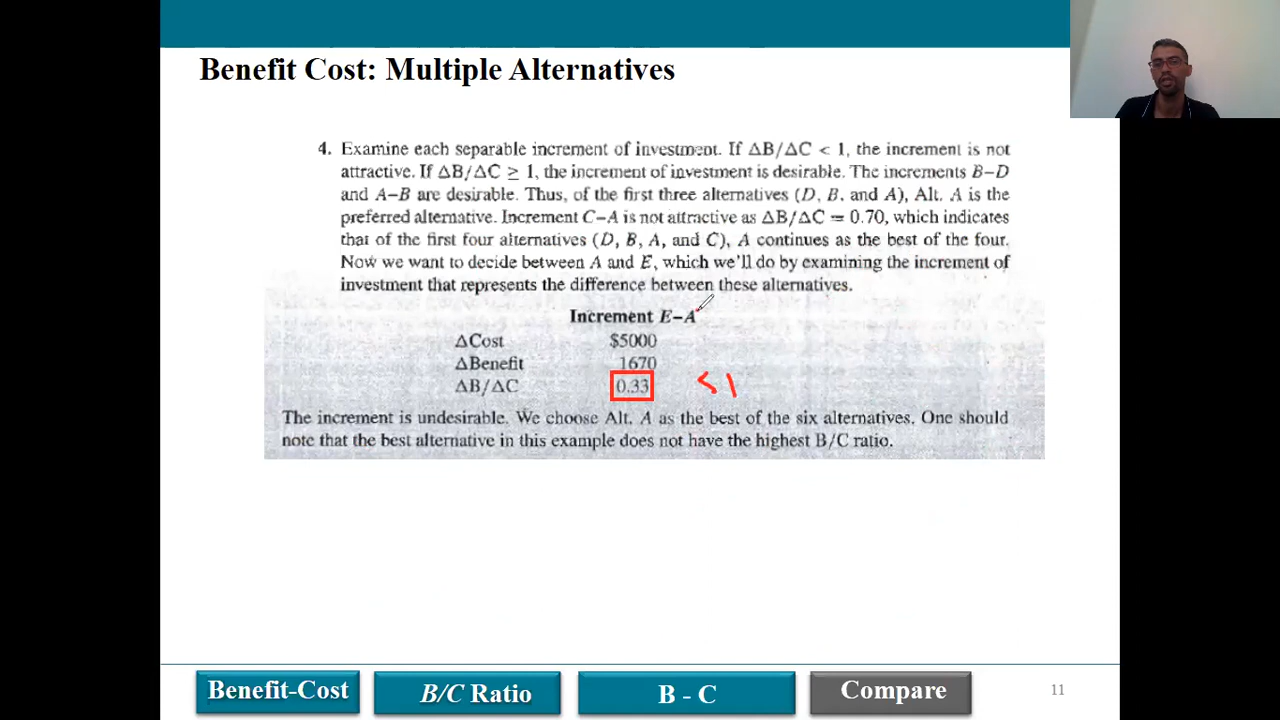 Benefit Cost: Multiple Alternatives
4. Examine each separable increment of investment. If ΔB/ΔC < 1, the increment is not
attractive. If ΔB/ΔC ≥ 1, the increment of investment is desirable. The increments B–D
and A–B are desirable. Thus, of the first three alternatives (D, B, and A), Alt. A is the
preferred alternative. Increment C–A is not attractive as ΔB/ΔC = 0.70, which indicates
that of the first four alternatives (D, B, A, and C), A continues as the best of the four.
Now we want to decide between A and E, which we'll do by examining the increment of
investment that represents the difference between these alternatives.
Increment E–A
ΔCost $5000
ΔBenefit 1670
ΔB/ΔC 0.33 < 1
The increment is undesirable. We choose Alt. A as the best of the six alternatives. One should
note that the best alternative in this example does not have the highest B/C ratio.
Benefit-Cost B/C Ratio B - C Compare 11